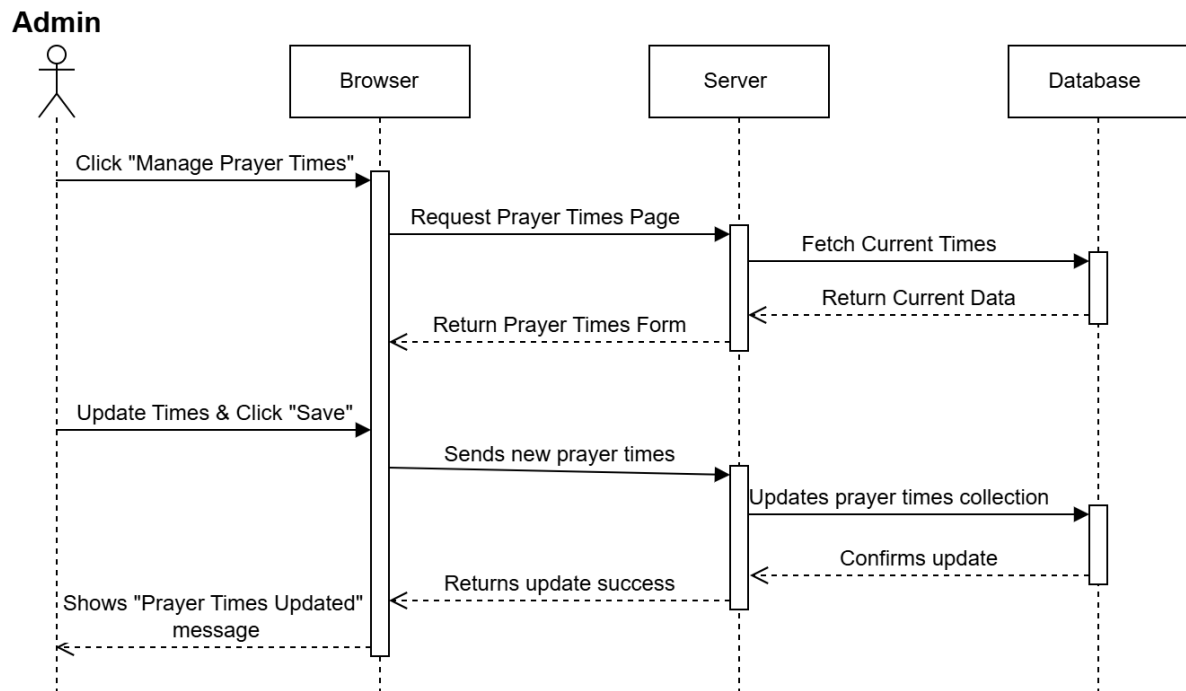 Admin
Browser
Server
Database
Click "Manage Prayer Times"
Request Prayer Times Page
Fetch Current Times
Return Current Data
Return Prayer Times Form
Update Times & Click "Save"
Sends new prayer times
Updates prayer times collection
Confirms update
Returns update success
Shows "Prayer Times Updated"
message